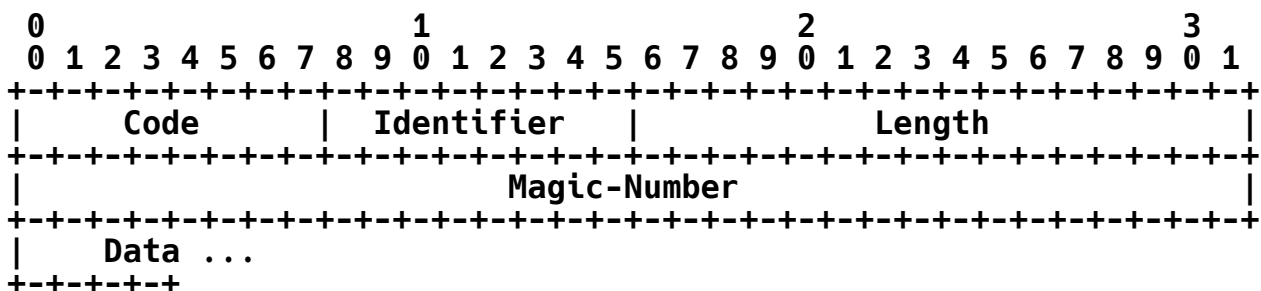 0                   1                   2                   3
 0 1 2 3 4 5 6 7 8 9 0 1 2 3 4 5 6 7 8 9 0 1 2 3 4 5 6 7 8 9 0 1
+-+-+-+-+-+-+-+-+-+-+-+-+-+-+-+-+-+-+-+-+-+-+-+-+-+-+-+-+-+-+-+-+
|     Code      |  Identifier   |            Length             |
+-+-+-+-+-+-+-+-+-+-+-+-+-+-+-+-+-+-+-+-+-+-+-+-+-+-+-+-+-+-+-+-+
|                         Magic-Number                          |
+-+-+-+-+-+-+-+-+-+-+-+-+-+-+-+-+-+-+-+-+-+-+-+-+-+-+-+-+-+-+-+-+
|    Data ...
+-+-+-+-+